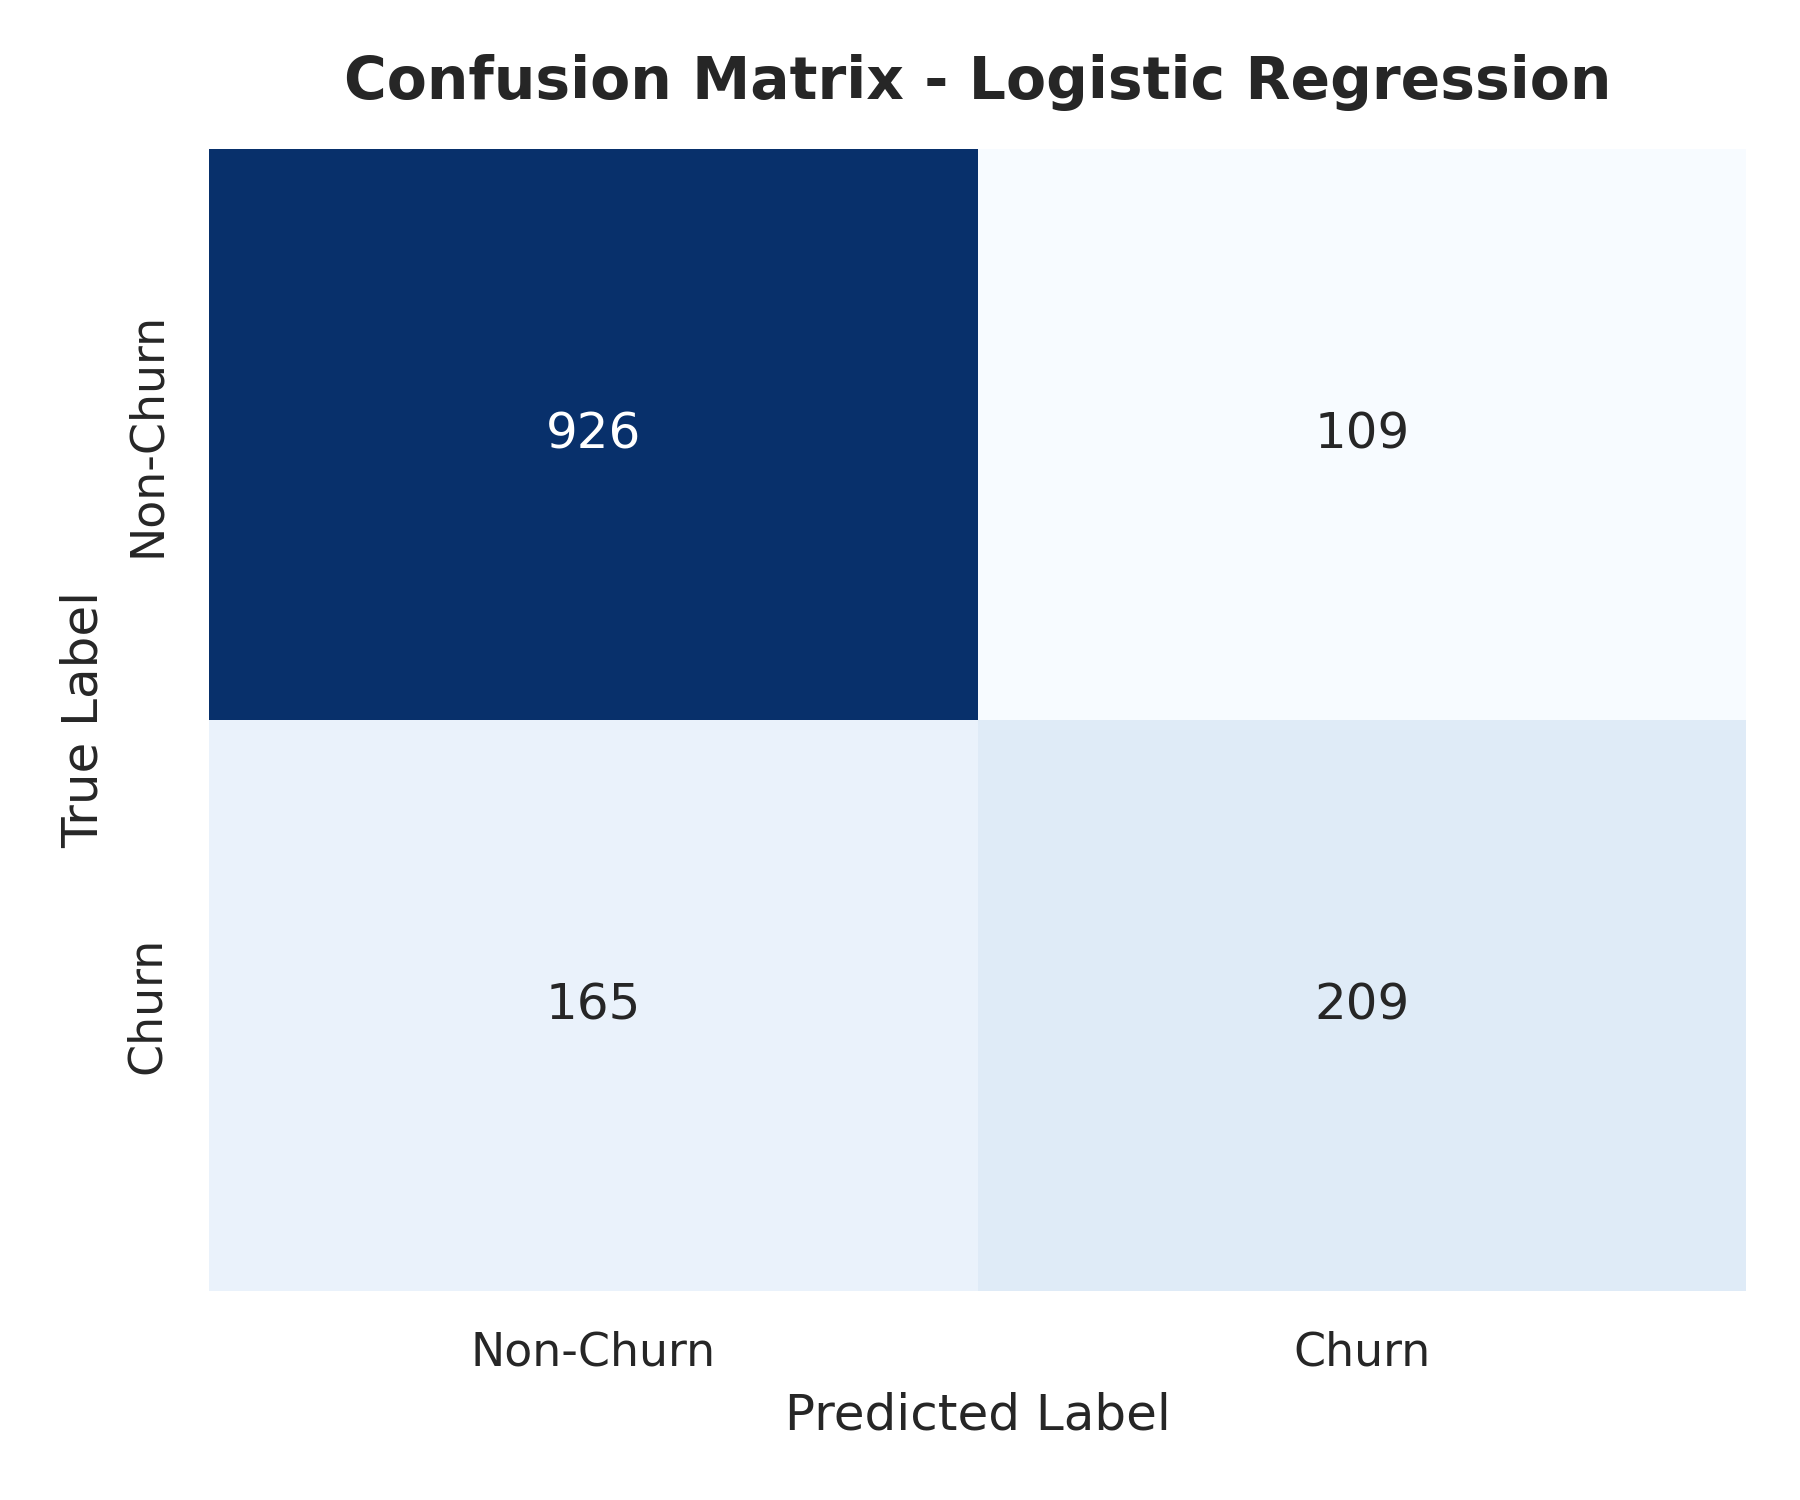 Confusion Matrix - Logistic Regression
True Label
Non-Churn
926
109
Churn
165
209
Non-Churn
Churn
Predicted Label